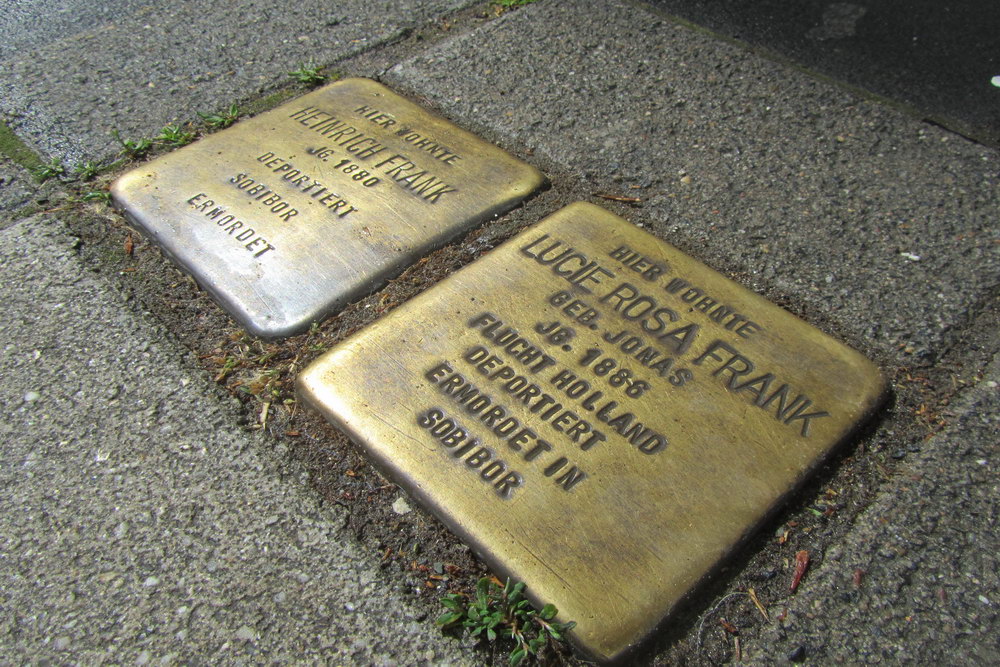 HIER WOHNTE
HEINRICH FRANK
JG. 1880
DEPORTIERT
SOBIBOR
ERMORDET
HIER WOHNTE
LUCIE ROSA FRANK
GEB. JONAS
JG. 1886
FLUCHT HOLLAND
DEPORTIERT
ERMORDET IN
SOBIBOR